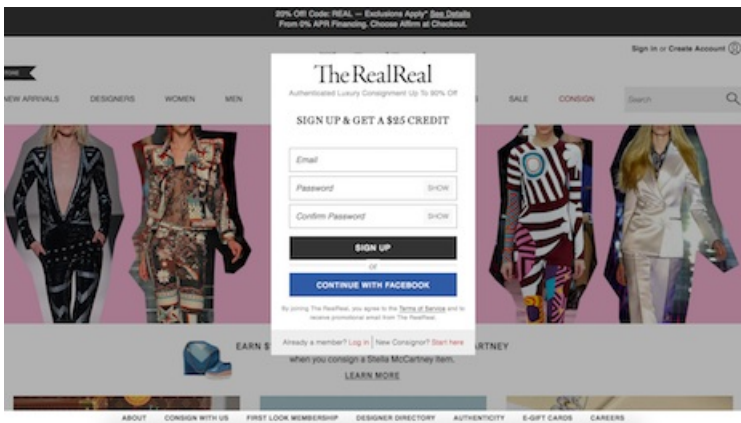 20% Off! Code: REAL — Exclusions Apply* See Details
From 0% APR Financing. Choose Affirm at Checkout.
Sign in or Create Account
NEW ARRIVALS DESIGNERS WOMEN MEN SALE CONSIGN Search
The RealReal
Authenticated Luxury Consignment Up To 90% Off
SIGN UP & GET A $25 CREDIT
Email
Password SHOW
Confirm Password SHOW
SIGN UP
or
CONTINUE WITH FACEBOOK
By joining The RealReal, you agree to the Terms of Service and to
receive promotional email from The RealReal.
Already a member? Log in New Consignor? Start here
EARN $
when you consign a Stella McCartney item.
LEARN MORE
ABOUT CONSIGN WITH US FIRST LOOK MEMBERSHIP DESIGNER DIRECTORY AUTHENTICITY E-GIFT CARDS CAREERS